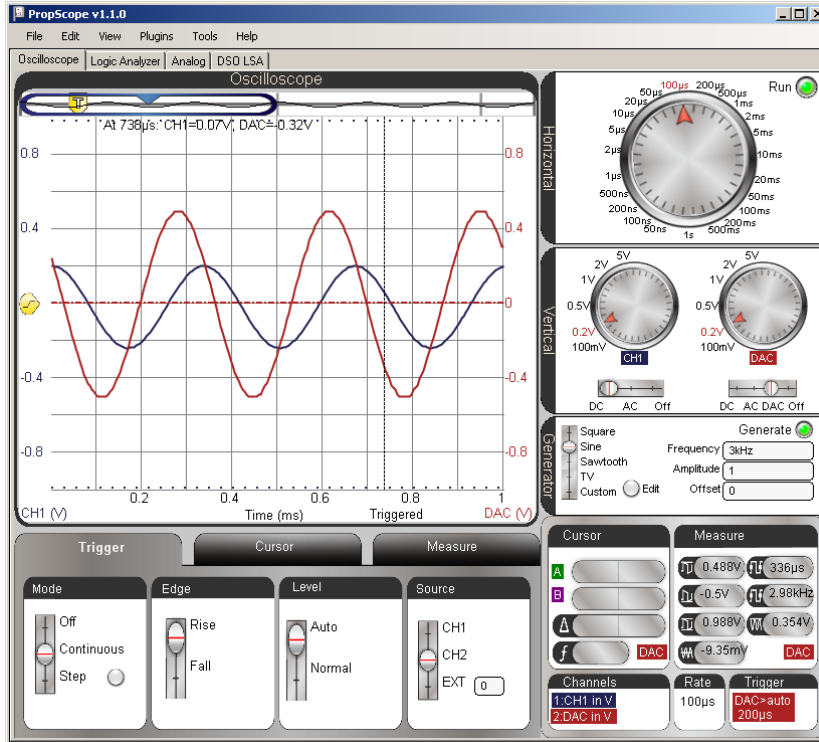 PropScope v1.1.0
File Edit View Plugins Tools Help
Oscilloscope Logic Analyzer Analog DSO LSA
Oscilloscope
T
At 738µs: CH1=0.07V, DAC=-0.32V
0.8 0.8
0.4 0.4
0
-0.4 -0.4
-0.8 -0.8
0.2 0.4 0.6 0.8 1
CH1 (V) Time (ms) Triggered DAC (V)
Horizontal
Run
100µs 200µs
50µs 500µs
20µs 1ms
10µs 2ms
5µs 5ms
2µs 10ms
1µs 20ms
500ns 50ms
200ns 100ms
100ns 200ms
50ns 1s 500ms
Vertical
5V 5V
2V 2V
1V 1V
0.5V 0.5V
0.2V 0.2V
100mV 100mV
CH1 DAC
DC AC Off DC AC DAC Off
Generator
Square
Sine
Sawtooth
TV
Custom Edit
Generate
Frequency 3kHz
Amplitude 1
Offset 0
Trigger Cursor Measure
Mode
Off
Continuous
Step
Edge
Rise
Fall
Level
Auto
Normal
Source
CH1
CH2
EXT 0
Cursor
A
B
Δ
f DAC
Measure
0.488V 336µs
-0.5V 2.98kHz
0.988V 0.354V
-9.35mV DAC
Channels
1:CH1 in V
2:DAC in V
Rate
100µs
Trigger
DAC>auto
200µs